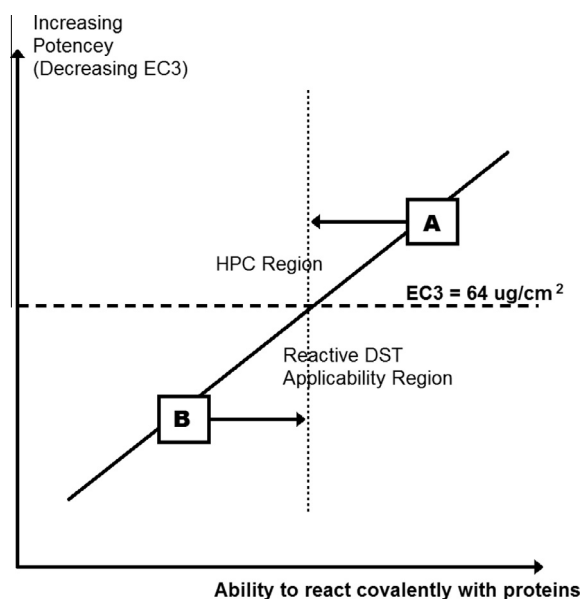 Increasing
Potencey
(Decreasing EC3)
A
HPC Region
EC3 = 64 ug/cm²
Reactive DST
Applicability Region
B
Ability to react covalently with proteins